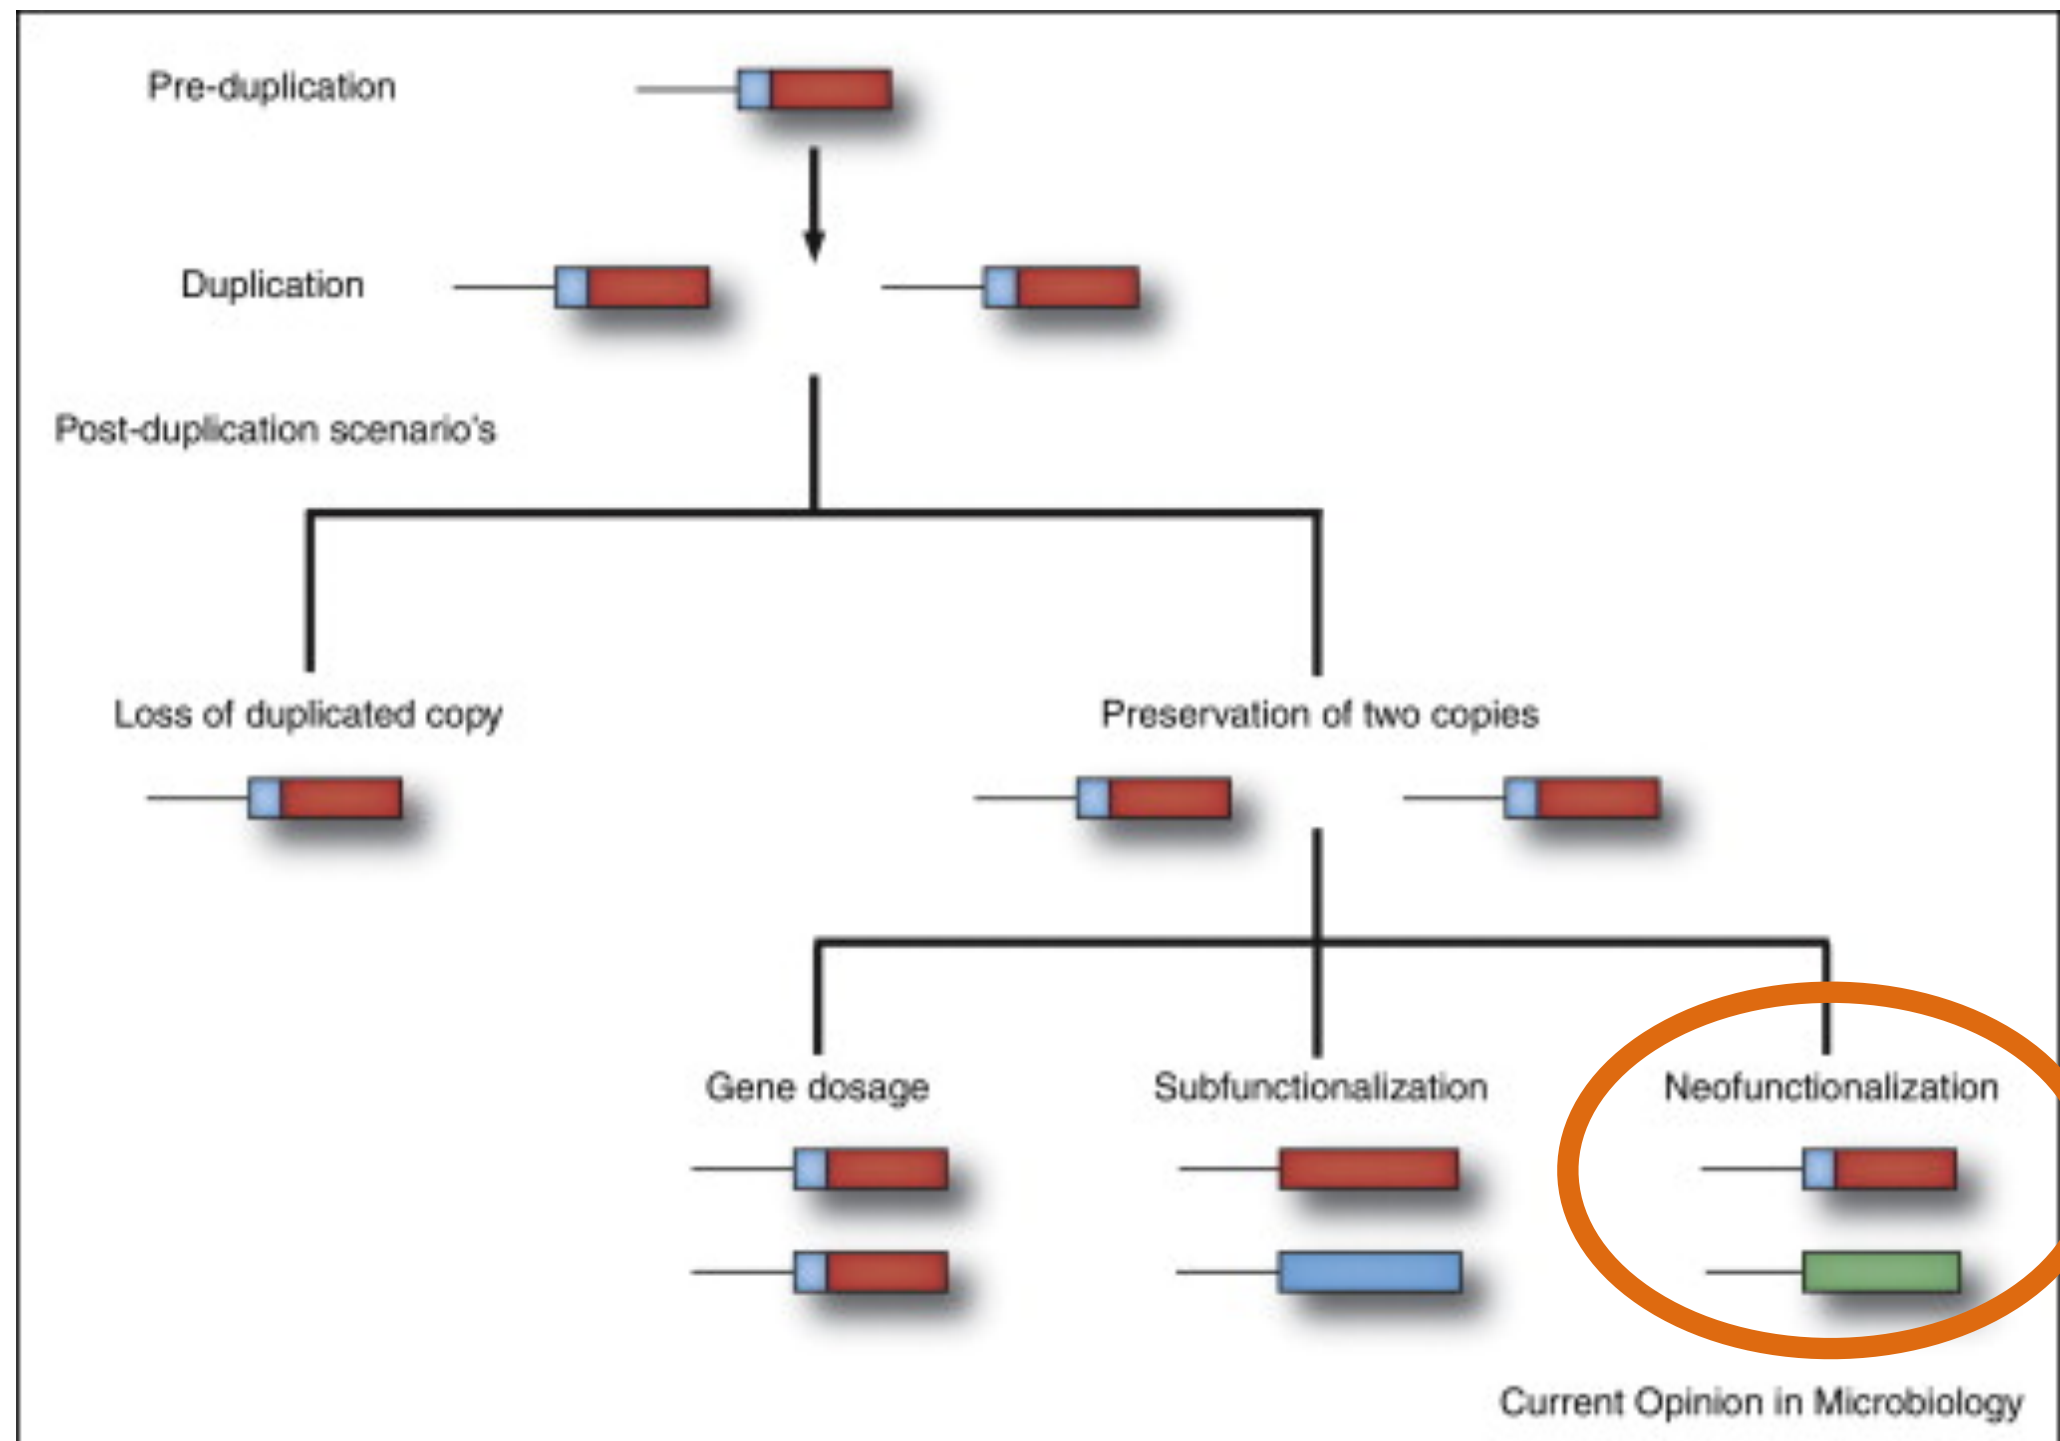 Pre-duplication
Duplication
Post-duplication scenario's
Loss of duplicated copy
Preservation of two copies
Gene dosage
Subfunctionalization
Neofunctionalization
Current Opinion in Microbiology